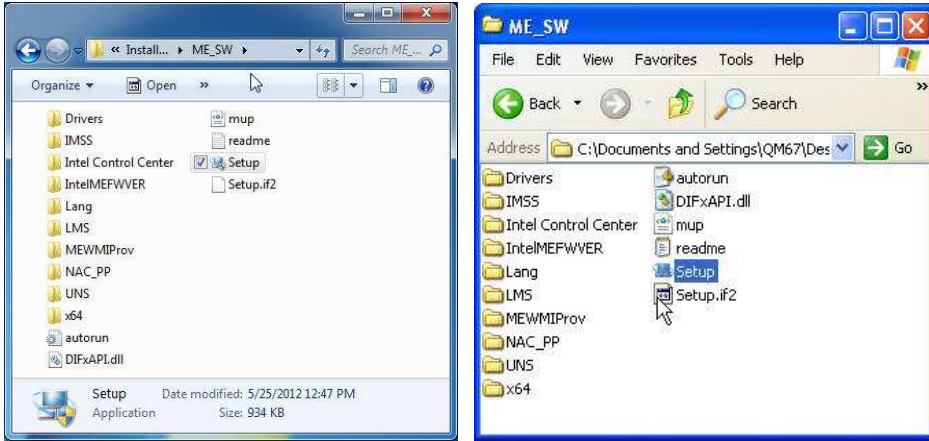 « Install... ▸ ME_SW ▸
Search ME_...
Organize
Open
»
Drivers
IMSS
Intel Control Center
IntelMEFWVER
Lang
LMS
MEWMIProv
NAC_PP
UNS
x64
autorun
DIFxAPI.dll
mup
readme
Setup
Setup.if2
Setup Date modified: 5/25/2012 12:47 PM
Application Size: 934 KB
ME_SW
File Edit View Favorites Tools Help
Back Search »
Address C:\Documents and Settings\QM67\Des Go
Drivers
IMSS
Intel Control Center
IntelMEFWVER
Lang
LMS
MEWMIProv
NAC_PP
UNS
x64
autorun
DIFxAPI.dll
mup
readme
Setup
Setup.if2